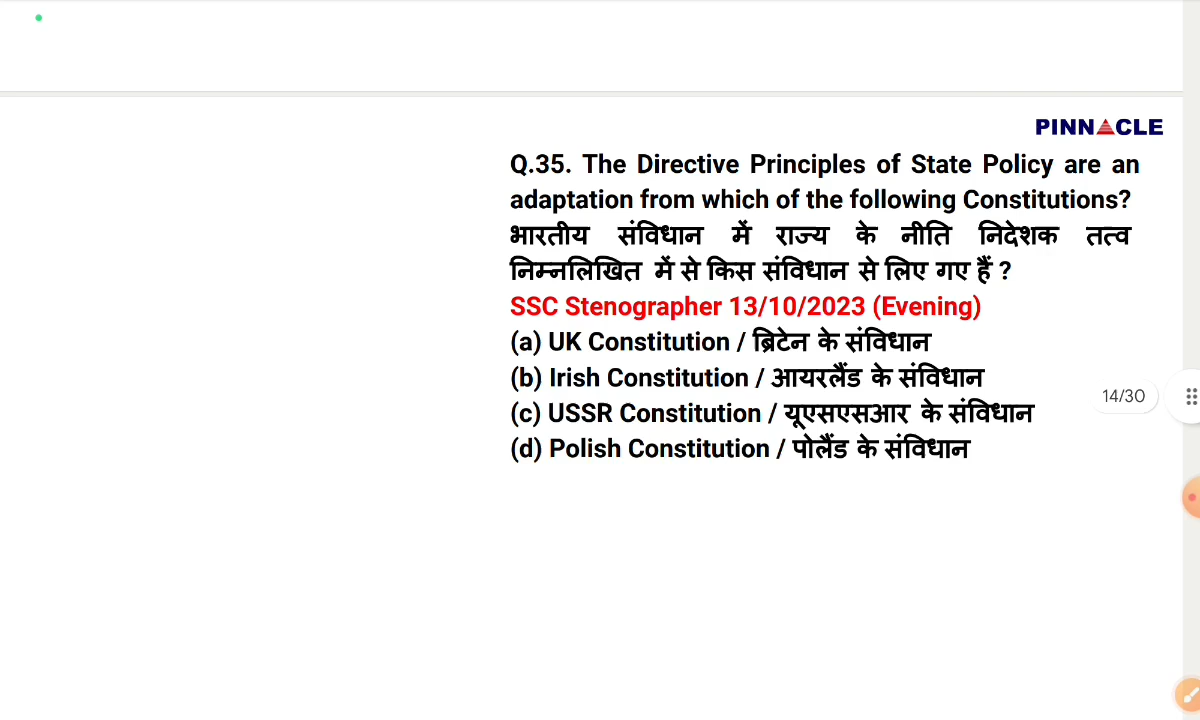 PINNACLE
Q.35. The Directive Principles of State Policy are an
adaptation from which of the following Constitutions?
भारतीय संविधान में राज्य के नीति निदेशक तत्व
निम्नलिखित में से किस संविधान से लिए गए हैं ?
SSC Stenographer 13/10/2023 (Evening)
(a) UK Constitution / ब्रिटेन के संविधान
(b) Irish Constitution / आयरलैंड के संविधान
(c) USSR Constitution / यूएसएसआर के संविधान
(d) Polish Constitution / पोलैंड के संविधान
14/30